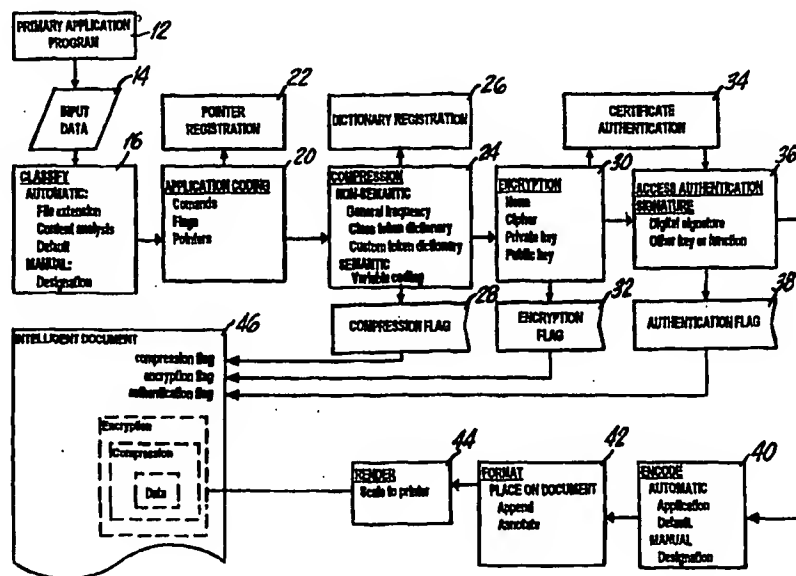 PRIMARY APPLICATION
PROGRAM
12
14
INPUT
DATA
22
POINTER
REGISTRATION
26
DICTIONARY REGISTRATION
34
CERTIFICATE
AUTHENTICATION
16
CLASSIFY
AUTOMATIC:
File extension
Content analysis
Default
MANUAL:
Designation
20
APPLICATION CODING
Comands
Flags
Pointers
24
COMPRESSION
NON-SEMANTIC
General frequency
Class token dictionary
Custom token dictionary
SEMANTIC
Variable coding
30
ENCRYPTION
None
Cipher
Private key
Public key
36
ACCESS AUTHENTICATION
SIGNATURE
Digital signature
Other key or function
28
COMPRESSION FLAG
32
ENCRYPTION
FLAG
38
AUTHENTICATION FLAG
46
INTELLIGENT DOCUMENT
compression flag
encryption flag
authentication flag
Encryption
Compression
Data
44
RENDER
Scale to printer
42
FORMAT
PLACE ON DOCUMENT
Append
Annotate
40
ENCODE
AUTOMATIC
Application
Default
MANUAL
Designation